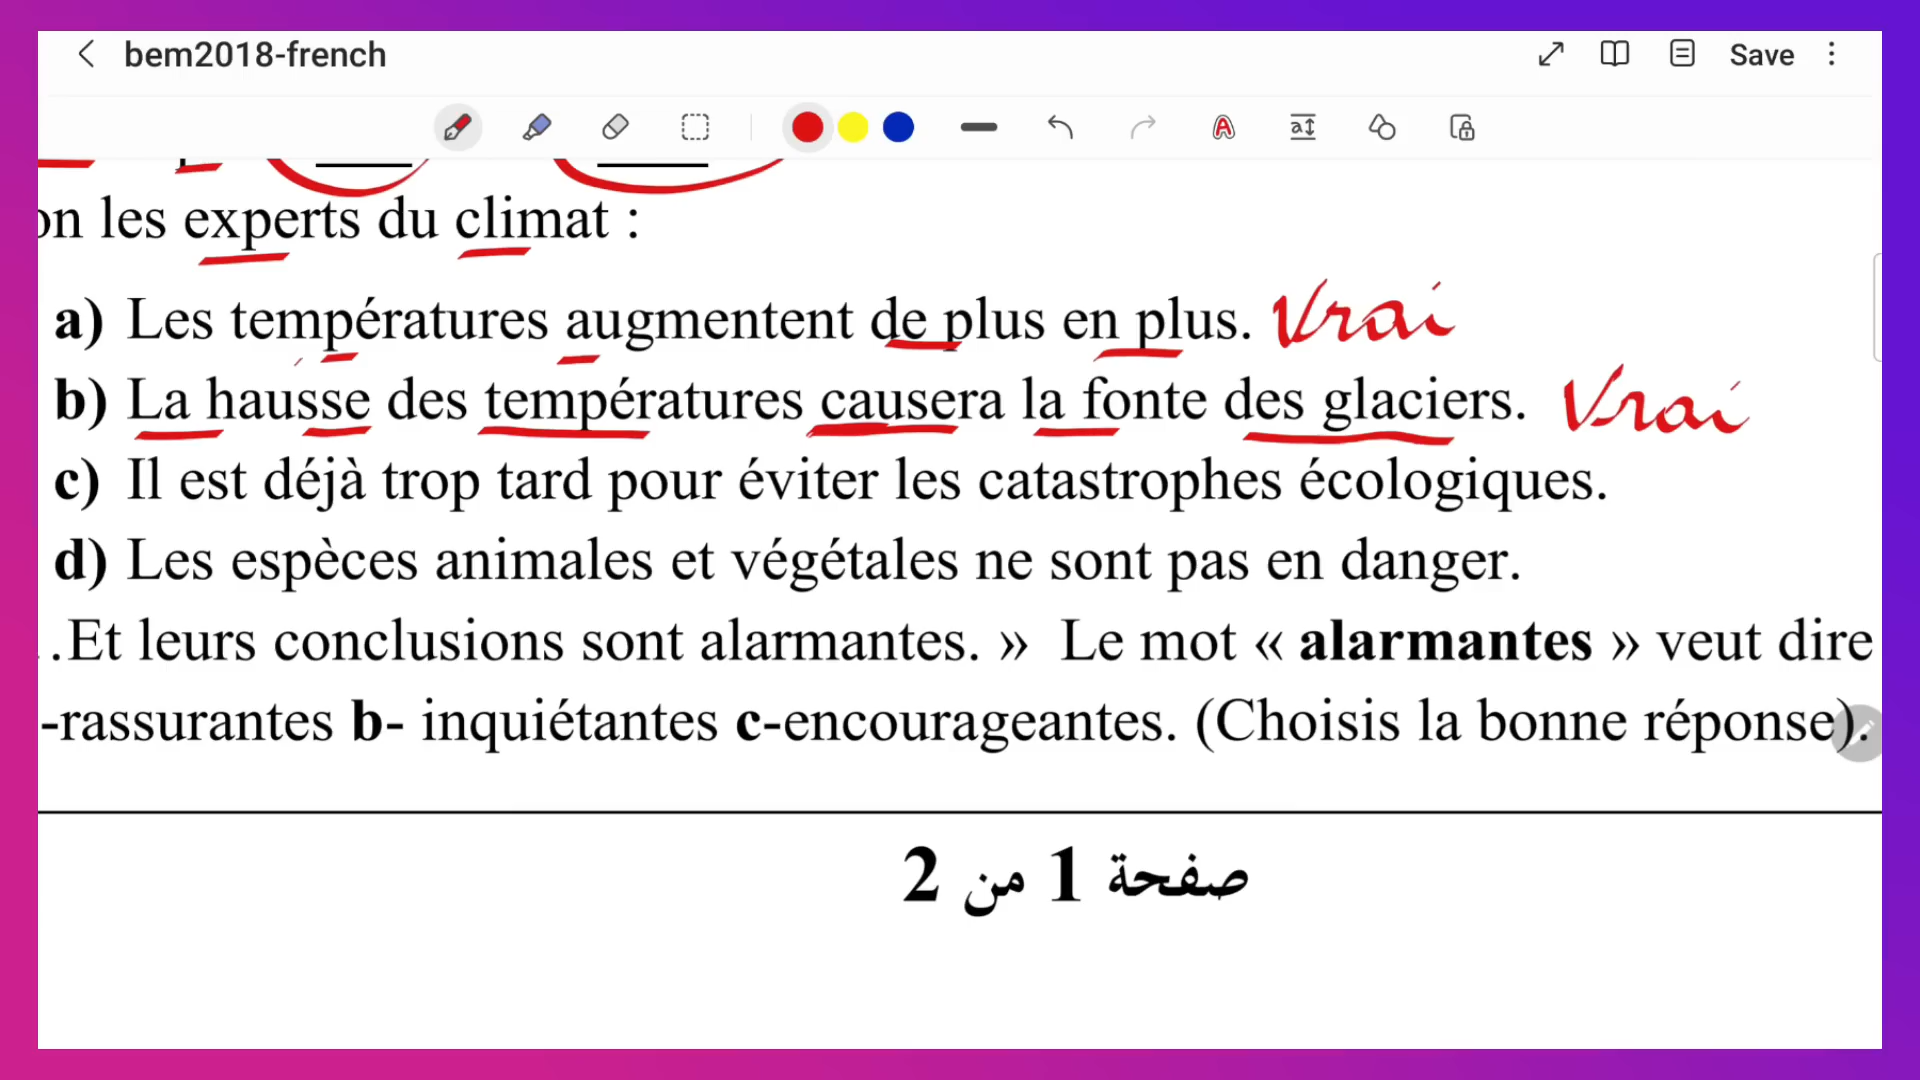 bem2018-french
Save
on les experts du climat :
a) Les températures augmentent de plus en plus. Vrai
b) La hausse des températures causera la fonte des glaciers. Vrai
c) Il est déjà trop tard pour éviter les catastrophes écologiques.
d) Les espèces animales et végétales ne sont pas en danger.
..Et leurs conclusions sont alarmantes. » Le mot « alarmantes » veut dire
-rassurantes b- inquiétantes c-encourageantes. (Choisis la bonne réponse).
صفحة 1 من 2